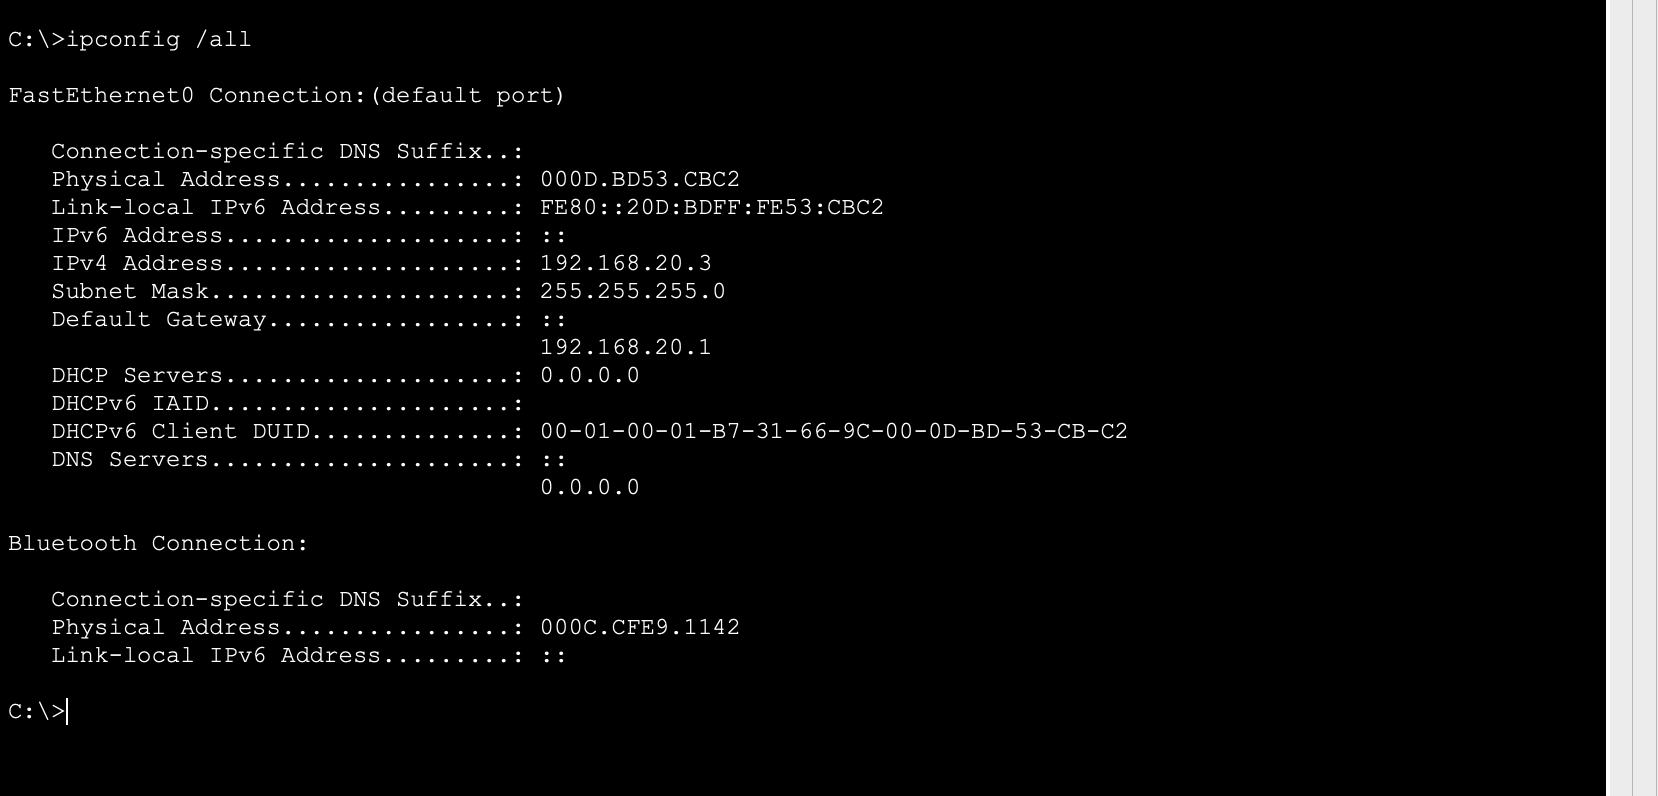 C:\>ipconfig /all
FastEthernet0 Connection:(default port)
Connection-specific DNS Suffix..:
Physical Address................: 000D.BD53.CBC2
Link-local IPv6 Address.........: FE80::20D:BDFF:FE53:CBC2
IPv6 Address....................: ::
IPv4 Address....................: 192.168.20.3
Subnet Mask.....................: 255.255.255.0
Default Gateway.................: ::
192.168.20.1
DHCP Servers....................: 0.0.0.0
DHCPv6 IAID.....................:
DHCPv6 Client DUID..............: 00-01-00-01-B7-31-66-9C-00-0D-BD-53-CB-C2
DNS Servers.....................: ::
0.0.0.0
Bluetooth Connection:
Connection-specific DNS Suffix..:
Physical Address................: 000C.CFE9.1142
Link-local IPv6 Address.........: ::
C:\>